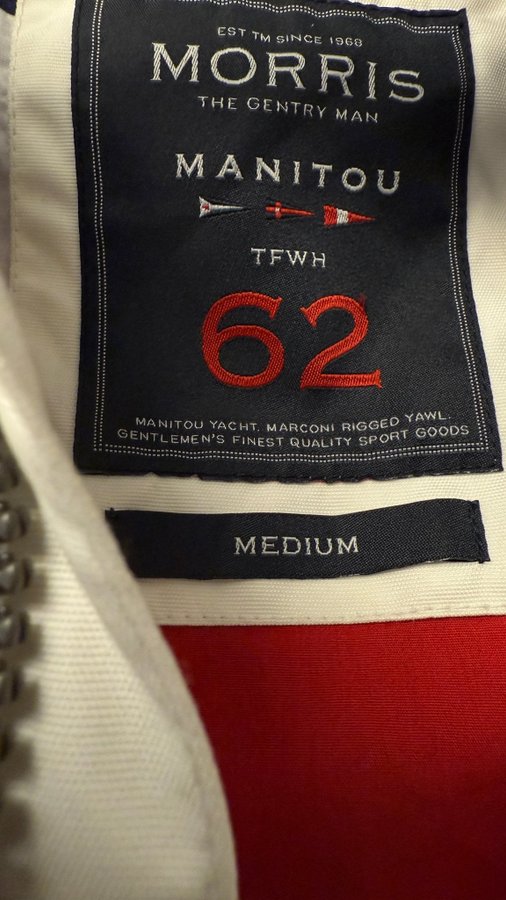 EST TM SINCE 1968
MORRIS
THE GENTRY MAN
MANITOU
TFWH
62
MANITOU YACHT. MARCONI RIGGED YAWL.
GENTLEMEN'S FINEST QUALITY SPORT GOODS
MEDIUM